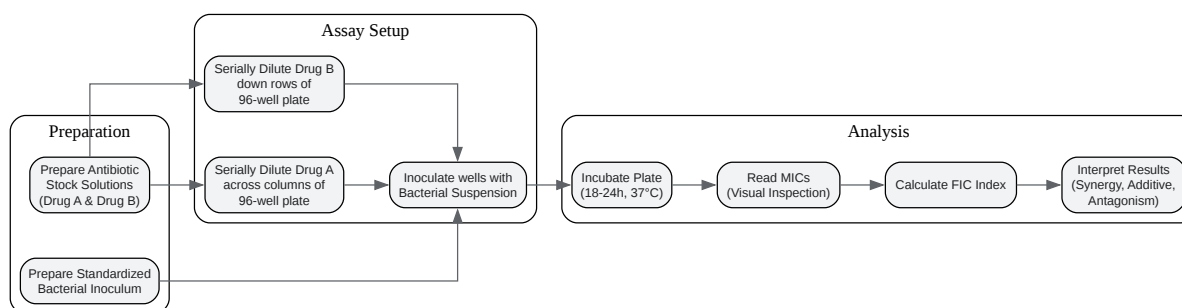 Assay Setup
Serially Dilute Drug B
down rows of
96-well plate
Preparation
Prepare Antibiotic
Stock Solutions
(Drug A & Drug B)
Serially Dilute Drug A
across columns of
96-well plate
Inoculate wells with
Bacterial Suspension
Prepare Standardized
Bacterial Inoculum
Analysis
Incubate Plate
(18-24h, 37°C)
Read MICs
(Visual Inspection)
Calculate FIC Index
Interpret Results
(Synergy, Additive,
Antagonism)